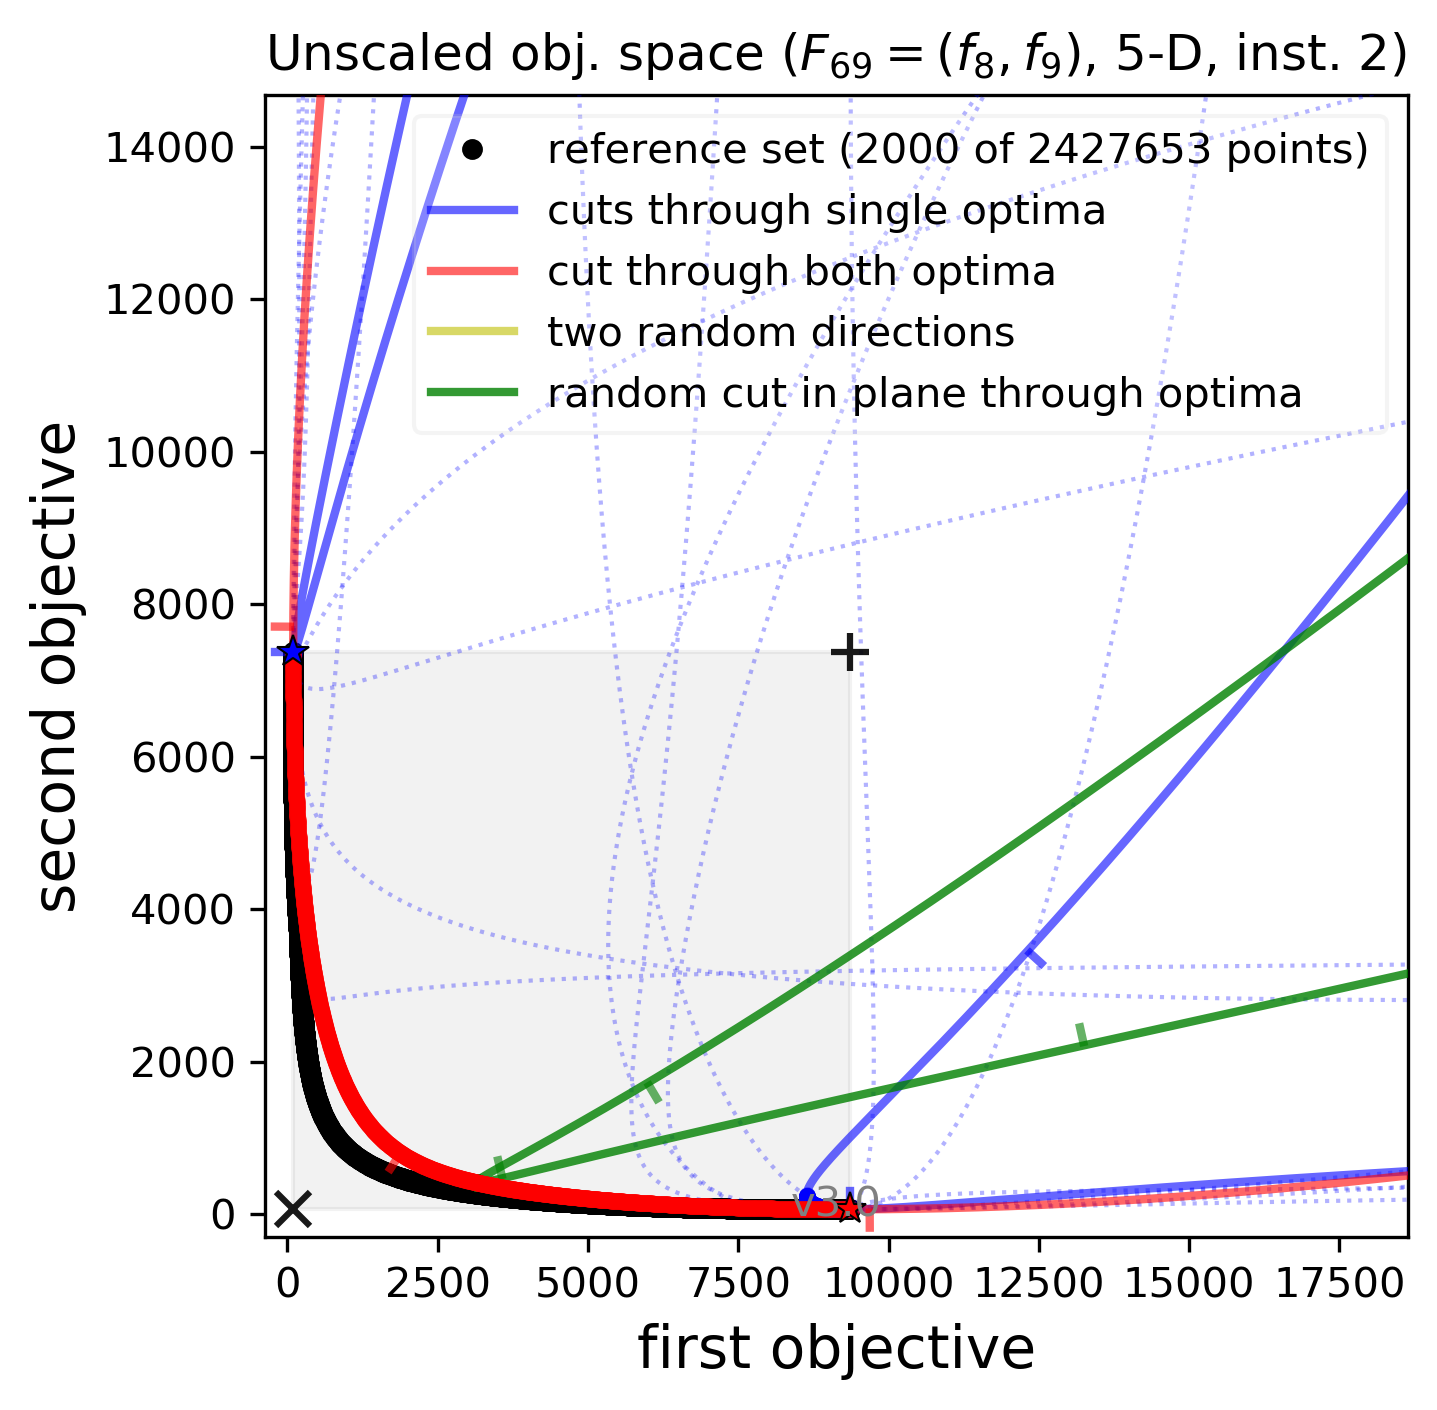 Unscaled obj. space (F₆₉ = (f₈, f₉), 5-D, inst. 2)
reference set (2000 of 2427653 points)
cuts through single optima
cut through both optima
two random directions
random cut in plane through optima
14000
12000
10000
8000
6000
4000
2000
0
second objective
v3.0
0 2500 5000 7500 10000 12500 15000 17500
first objective